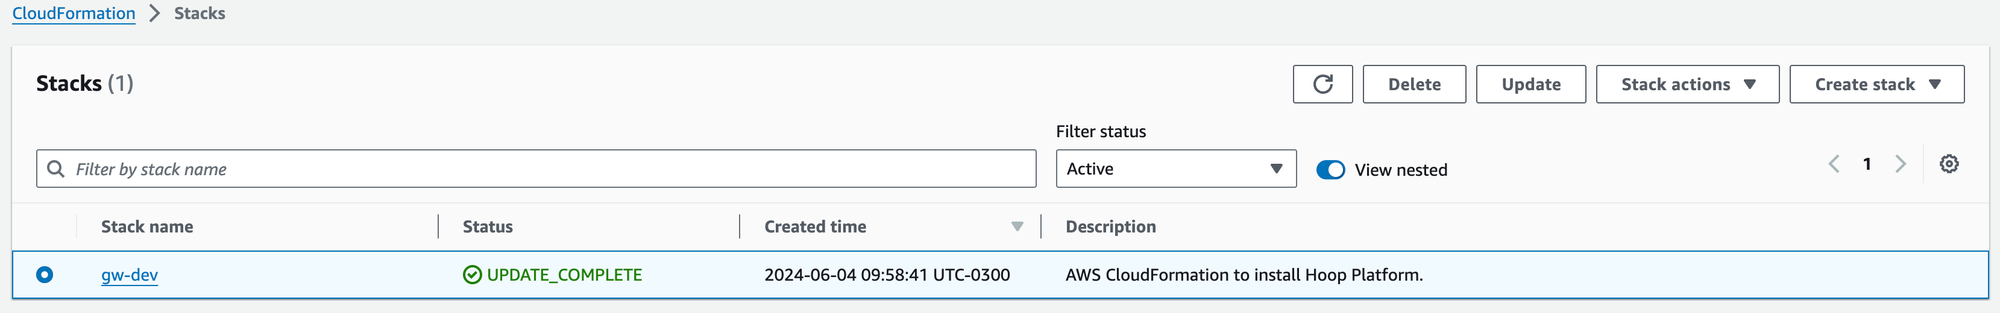 CloudFormation > Stacks
Stacks (1)
Delete
Update
Stack actions
Create stack
Filter status
Filter by stack name
Active
View nested
1
Stack name Status Created time Description
gw-dev UPDATE_COMPLETE 2024-06-04 09:58:41 UTC-0300 AWS CloudFormation to install Hoop Platform.